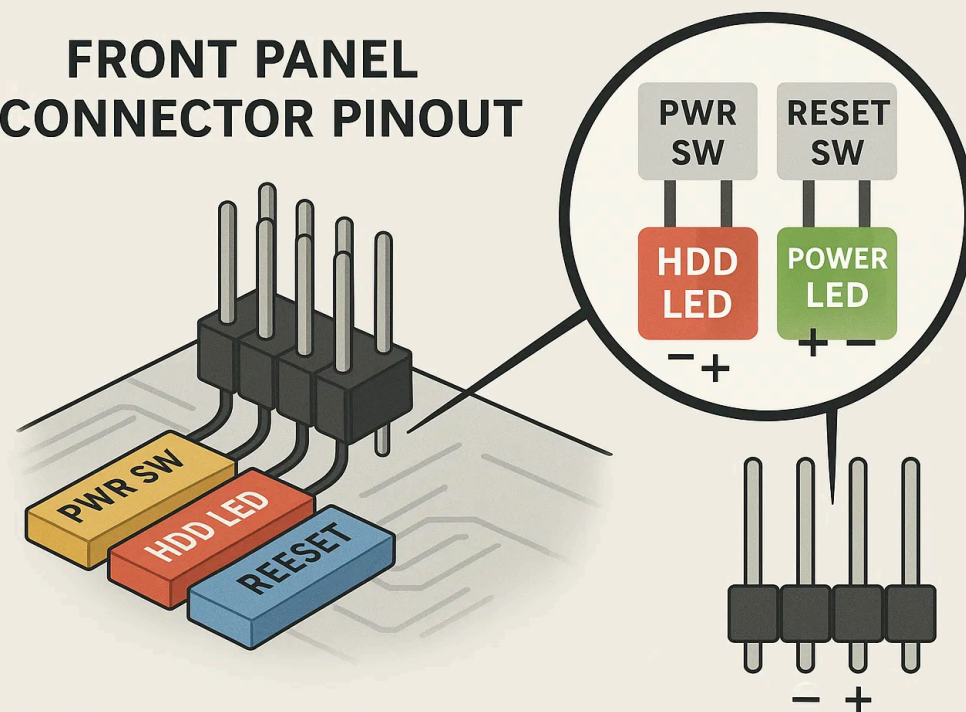 FRONT PANEL
CONNECTOR PINOUT
PWR
SW
RESET
SW
HDD
LED
POWER
LED
− +
+ −
PWR SW
HDD LED
REESET
− +